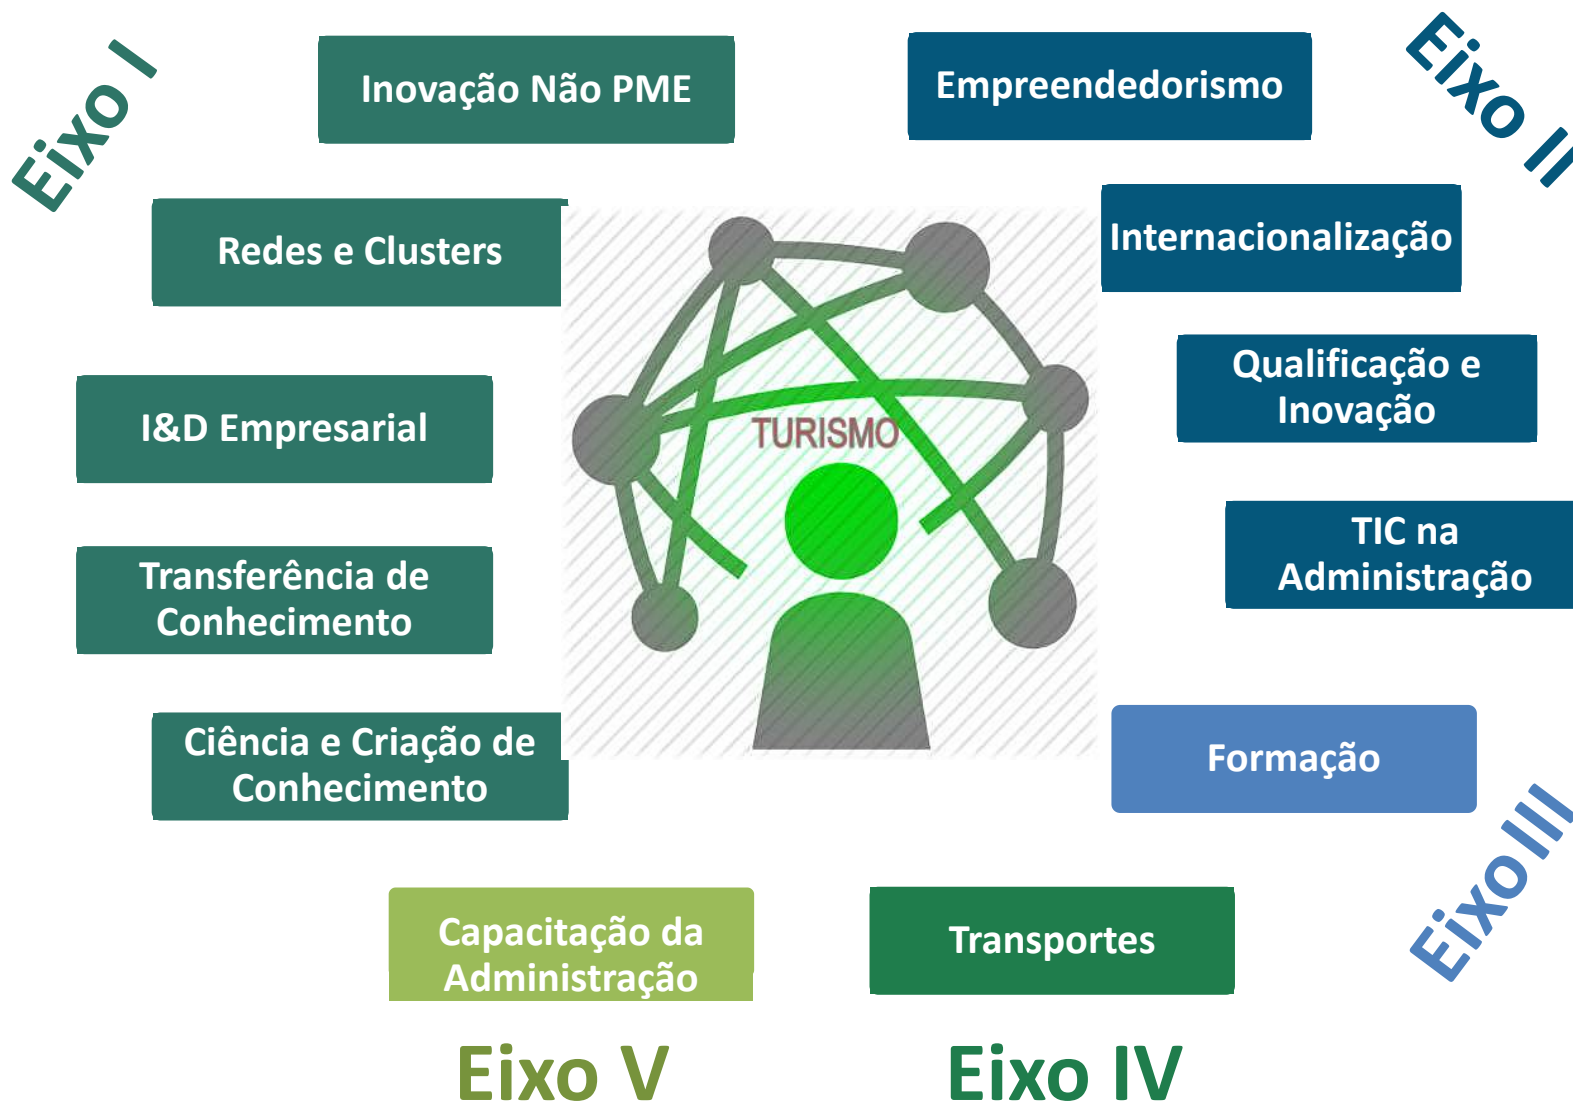 Eixo I
Inovação Não PME
Redes e Clusters
I&D Empresarial
Transferência de
Conhecimento
Ciência e Criação de
Conhecimento
TURISMO
Eixo II
Empreendedorismo
Internacionalização
Qualificação e
Inovação
TIC na
Administração
Formação
Eixo III
Capacitação da
Administração
Eixo V
Transportes
Eixo IV